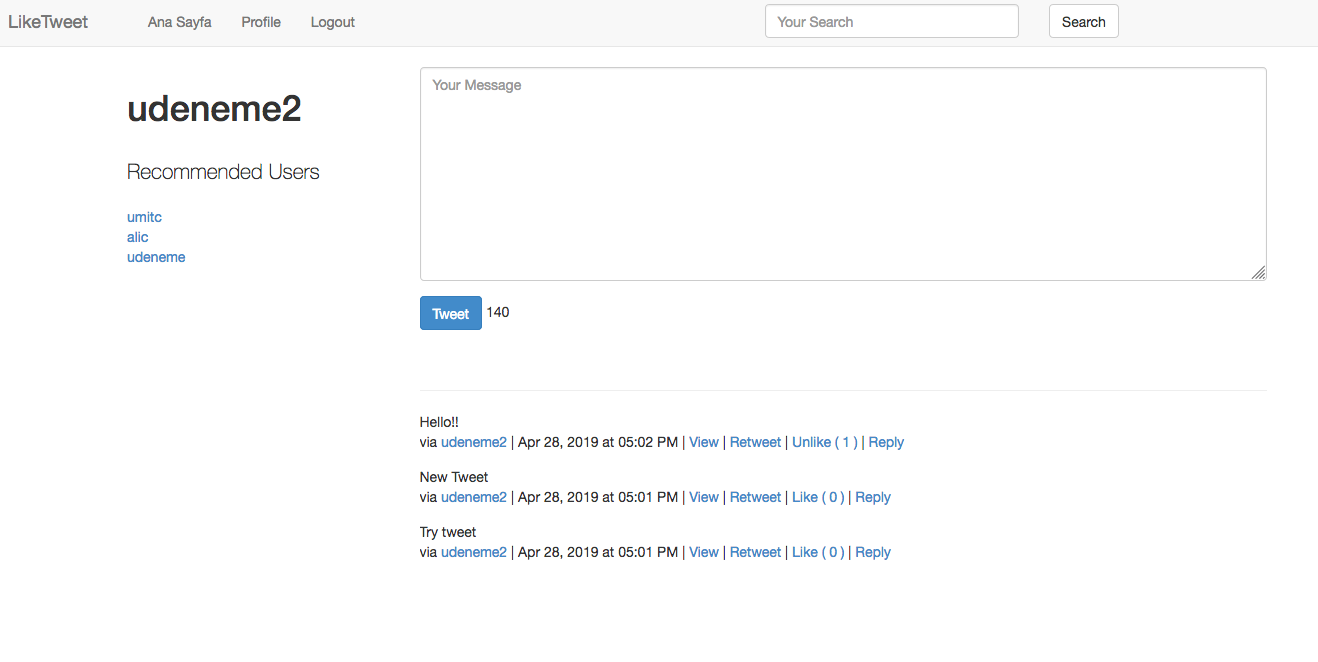 LikeTweet Ana Sayfa Profile Logout Your Search Search
udeneme2
Recommended Users
umitc
alic
udeneme
Your Message
Tweet 140
Hello!!
via udeneme2 | Apr 28, 2019 at 05:02 PM | View | Retweet | Unlike ( 1 ) | Reply
New Tweet
via udeneme2 | Apr 28, 2019 at 05:01 PM | View | Retweet | Like ( 0 ) | Reply
Try tweet
via udeneme2 | Apr 28, 2019 at 05:01 PM | View | Retweet | Like ( 0 ) | Reply